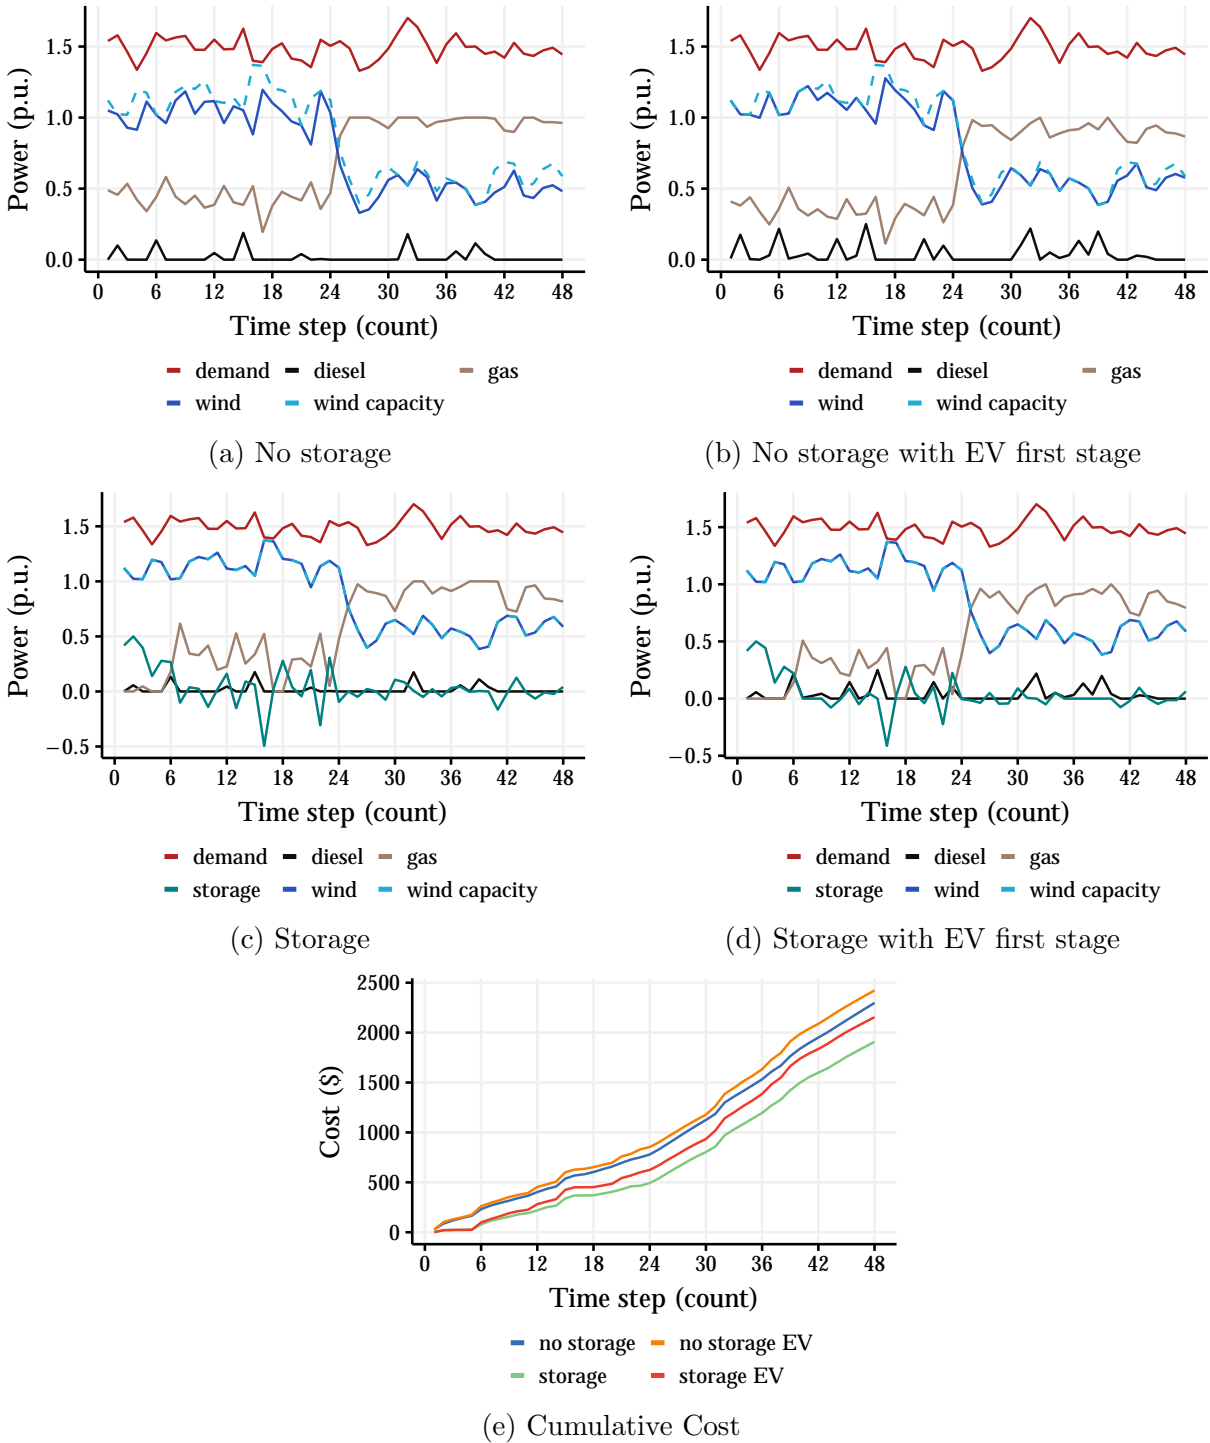 Power (p.u.)
1.5
1.0
0.5
0.0
0 6 12 18 24 30 36 42 48
Time step (count)
demand diesel gas
wind wind capacity
(a) No storage
Power (p.u.)
1.5
1.0
0.5
0.0
0 6 12 18 24 30 36 42 48
Time step (count)
demand diesel gas
wind wind capacity
(b) No storage with EV first stage
Power (p.u.)
1.5
1.0
0.5
0.0
−0.5
0 6 12 18 24 30 36 42 48
Time step (count)
demand diesel gas
storage wind wind capacity
(c) Storage
Power (p.u.)
1.5
1.0
0.5
0.0
−0.5
0 6 12 18 24 30 36 42 48
Time step (count)
demand diesel gas
storage wind wind capacity
(d) Storage with EV first stage
Cost ($)
2500
2000
1500
1000
500
0
0 6 12 18 24 30 36 42 48
Time step (count)
no storage no storage EV
storage storage EV
(e) Cumulative Cost